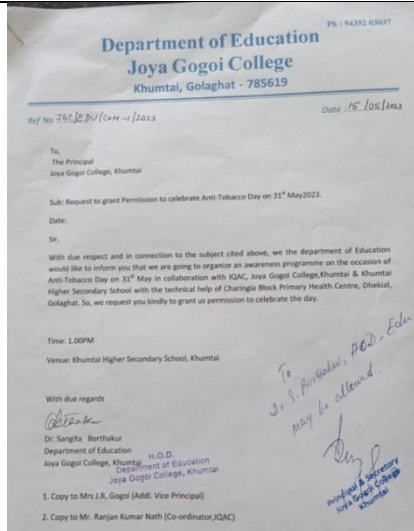 Ph : 94352 03037
Department of Education
Joya Gogoi College
Khumtai, Golaghat - 785619
Ref No JGC/EDU/COM-1/2023
Date :15/05/2023
To,
The Principal
Joya Gogoi College, Khumtai
Sub: Request to grant Permission to celebrate Anti-Tobacco Day on 31st May2023.
Date:
Sir,
With due respect and in connection to the subject cited above, we the department of Education
would like to inform you that we are going to organize an awareness programme on the occasion of
Anti-Tobacco Day on 31st May in collaboration with IQAC, Joya Gogoi College,Khumtai & Khumtai
Higher Secondary School with the technical help of Charingia Block Primary Health Centre, Dhekial,
Golaghat. So, we request you kindly to grant us permission to celebrate the day.
Time: 1.00PM
Venue: Khumtai Higher Secondary School, Khumtai
To
Dr. S. Borthakur, HOD - Edu
may be allowed.
With due regards
Dr. Sangita Borthakur
Department of Education
Joya Gogoi College, Khumtai
H.O.D.
Department of Education
Joya Gogoi College, Khumtai
Principal & Secretary
Joya Gogoi College
Khumtai
1. Copy to Mrs J.R. Gogoi (Addl. Vice Principal)
2. Copy to Mr. Ranjan Kumar Nath (Co-ordinator,IQAC)